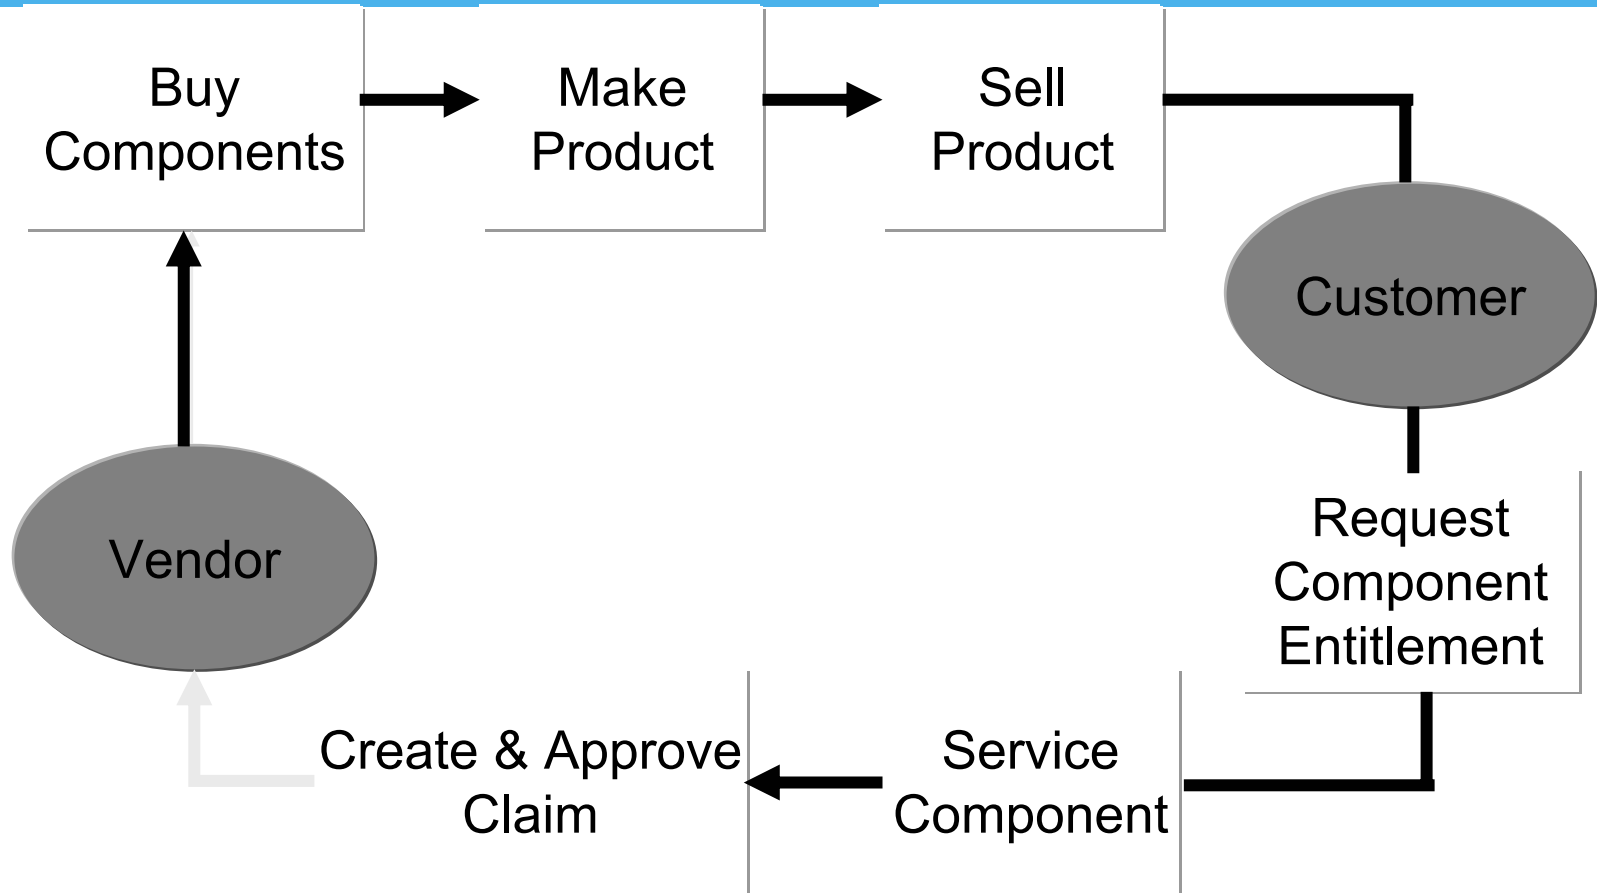 Buy
Components
Make
Product
Sell
Product
Customer
Vendor
Request
Component
Entitlement
Create & Approve
Claim
Service
Component